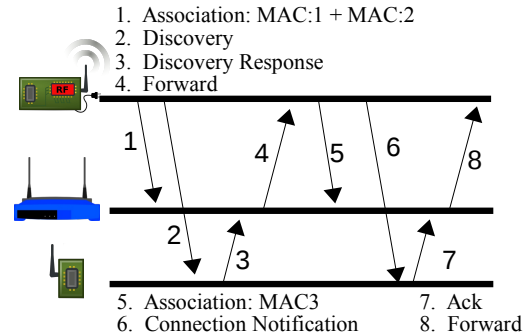 1. Association: MAC:1 + MAC:2
2. Discovery
3. Discovery Response
4. Forward
RF
1
2
3
4
5
6
7
8
5. Association: MAC3
6. Connection Notification
7. Ack
8. Forward